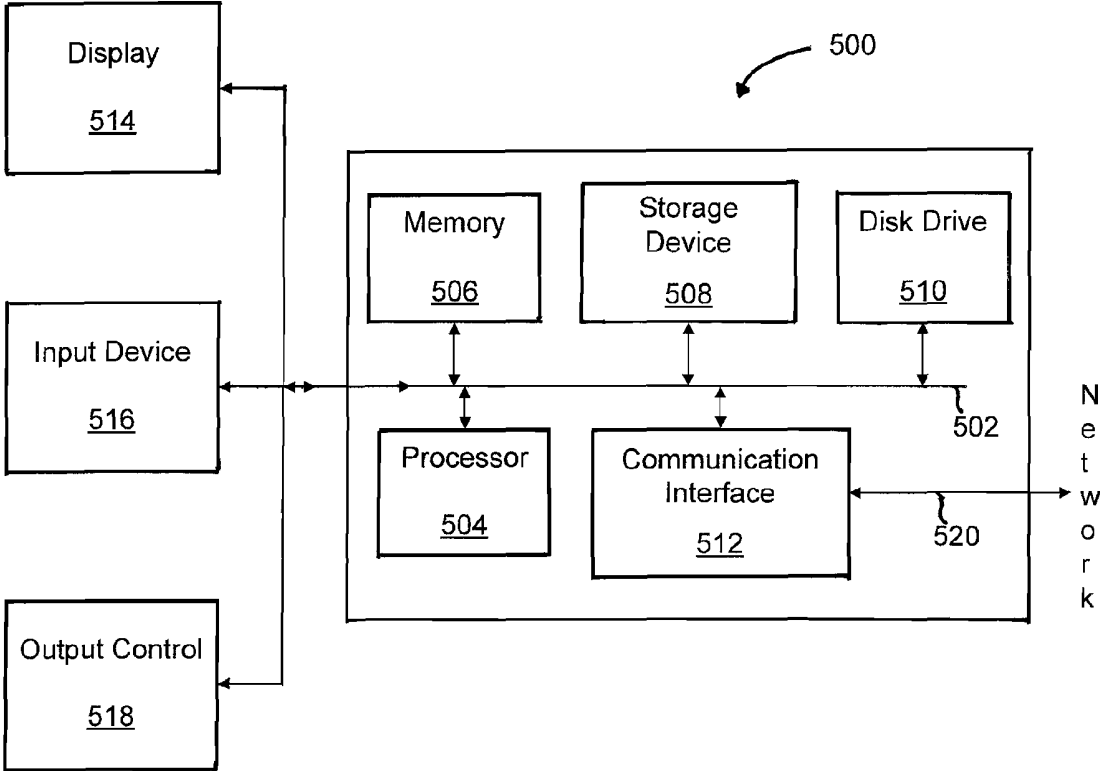 500
Display
514
Memory
506
Storage
Device
508
Disk Drive
510
Input Device
516
502
Processor
504
Communication
Interface
512
520
Network
Output Control
518